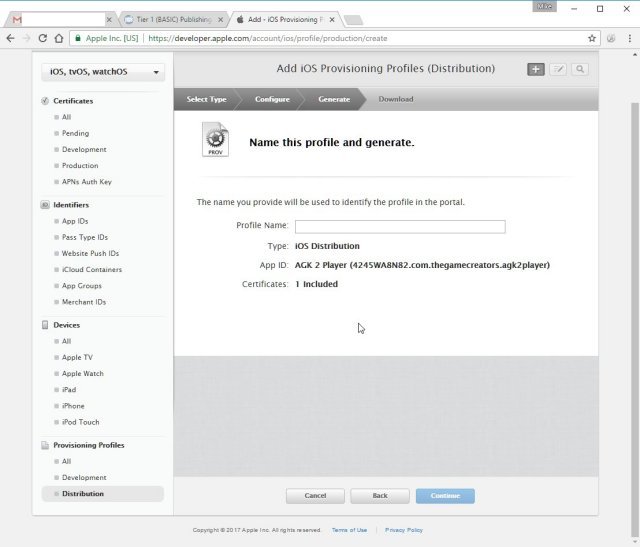 Mike
Tier 1 (BASIC) Publishing
Add - iOS Provisioning P
Apple Inc. [US]
https://developer.apple.com/account/ios/profile/production/create
iOS, tvOS, watchOS
Add iOS Provisioning Profiles (Distribution)
Select Type
Configure
Generate
Download
Certificates
All
Pending
Development
Production
APNs Auth Key
Identifiers
App IDs
Pass Type IDs
Website Push IDs
iCloud Containers
App Groups
Merchant IDs
Devices
All
Apple TV
Apple Watch
iPad
iPhone
iPod Touch
Provisioning Profiles
All
Development
Distribution
PROV
Name this profile and generate.
The name you provide will be used to identify the profile in the portal.
Profile Name:
Type: iOS Distribution
App ID: AGK 2 Player (4245WA8N82.com.thegamecreators.agk2player)
Certificates: 1 Included
Cancel
Back
Continue
Copyright © 2017 Apple Inc. All rights reserved.
Terms of Use
Privacy Policy